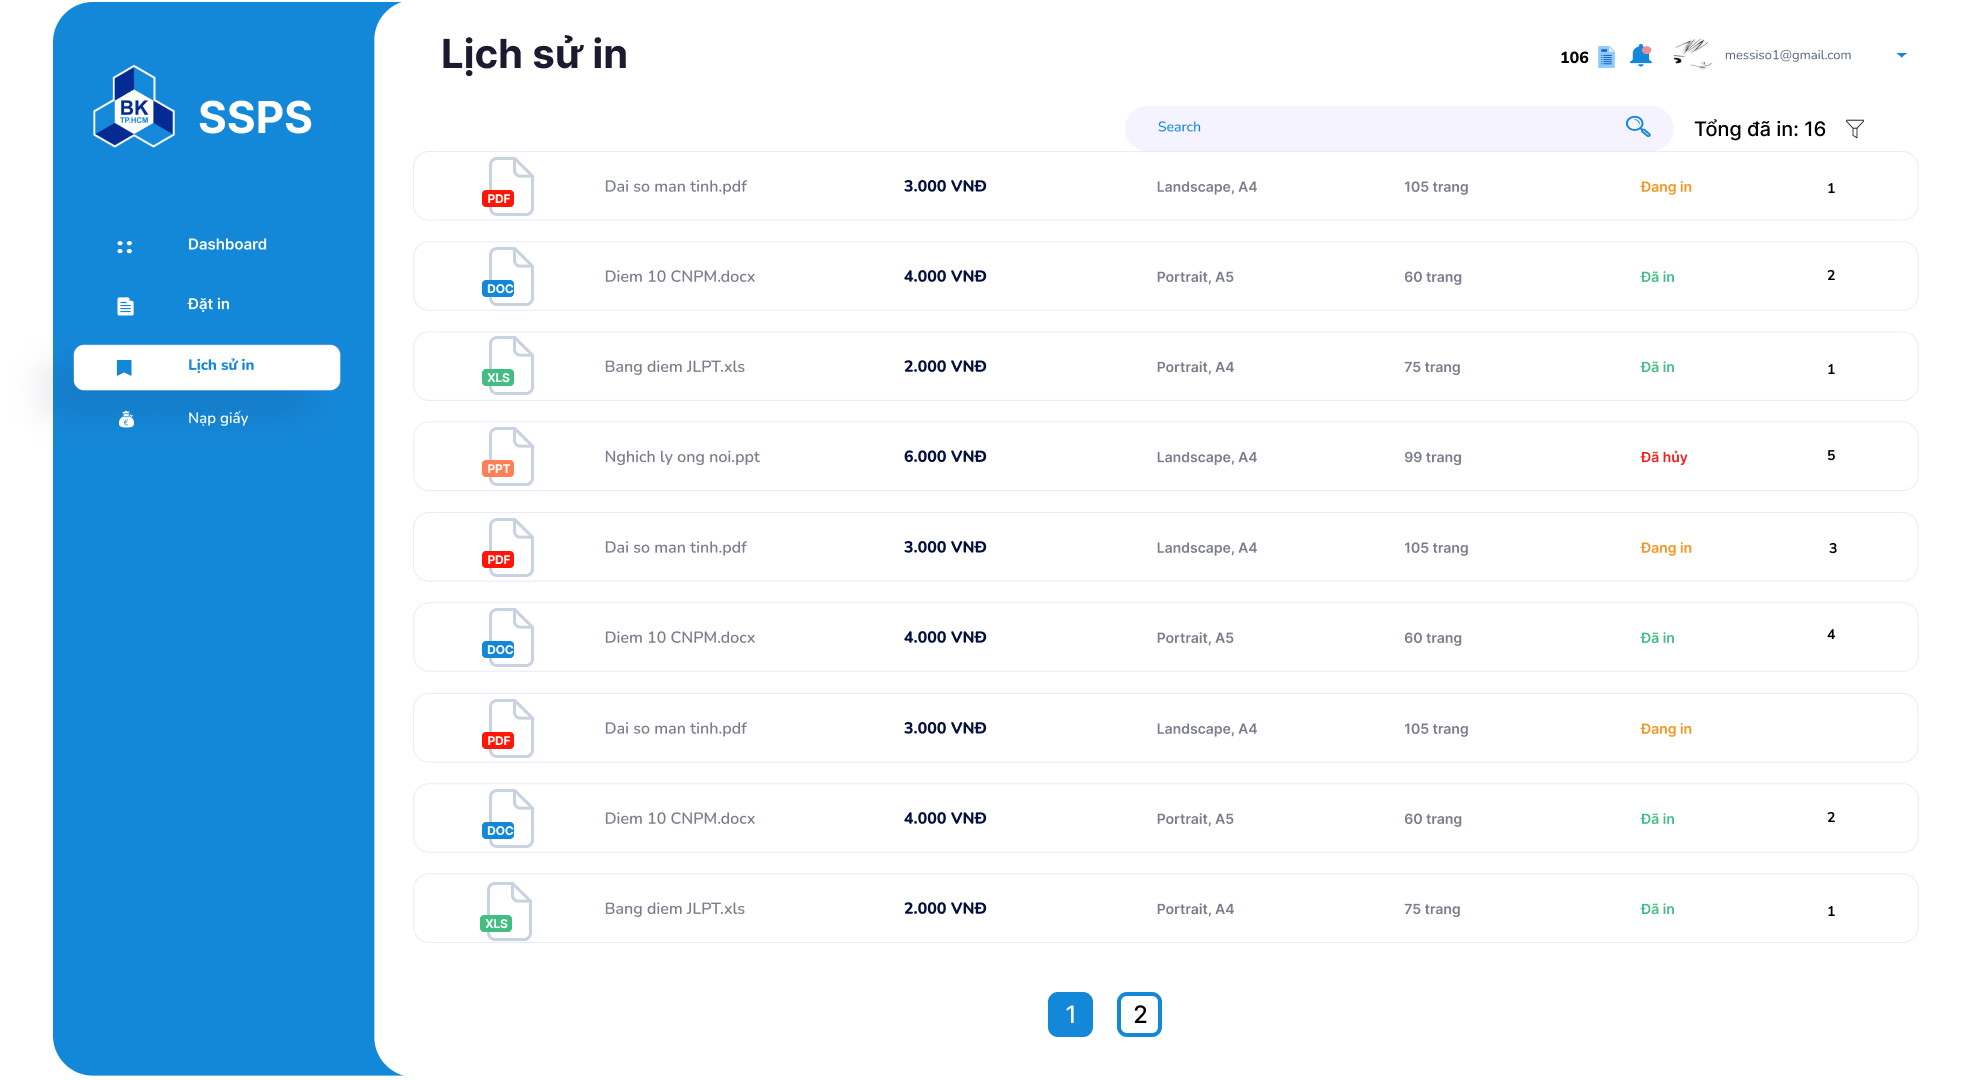 Lịch sử in
106
messiso1@gmail.com
BK
TP.HCM
SSPS
Search
Tổng đã in: 16
Dashboard
Đặt in
Lịch sử in
Nạp giấy
PDF Dai so man tinh.pdf 3.000 VNĐ Landscape, A4 105 trang Đang in 1
DOC Diem 10 CNPM.docx 4.000 VNĐ Portrait, A5 60 trang Đã in 2
XLS Bang diem JLPT.xls 2.000 VNĐ Portrait, A4 75 trang Đã in 1
PPT Nghich ly ong noi.ppt 6.000 VNĐ Landscape, A4 99 trang Đã hủy 5
PDF Dai so man tinh.pdf 3.000 VNĐ Landscape, A4 105 trang Đang in 3
DOC Diem 10 CNPM.docx 4.000 VNĐ Portrait, A5 60 trang Đã in 4
PDF Dai so man tinh.pdf 3.000 VNĐ Landscape, A4 105 trang Đang in
DOC Diem 10 CNPM.docx 4.000 VNĐ Portrait, A5 60 trang Đã in 2
XLS Bang diem JLPT.xls 2.000 VNĐ Portrait, A4 75 trang Đã in 1
1 2